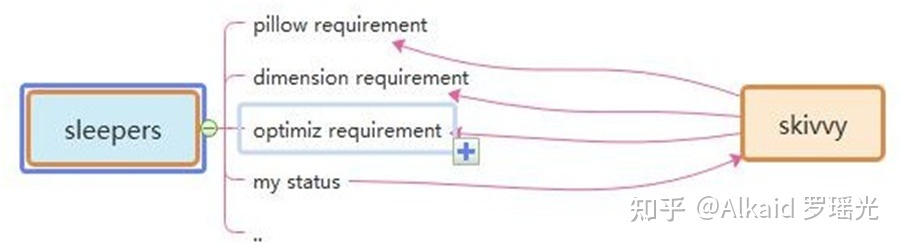 pillow requirement
dimension requirement
sleepers
optimiz requirement
skivvy
my status
..
知乎 @Alkaid 罗瑶光